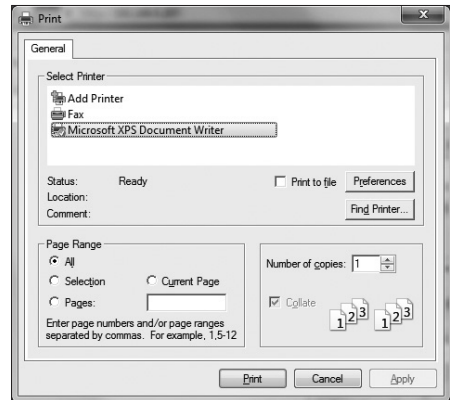 Print
General
Select Printer
Add Printer
Fax
Microsoft XPS Document Writer
Status: Ready
Print to file
Preferences
Location:
Comment:
Find Printer...
Page Range
All
Selection
Current Page
Pages:
Enter page numbers and/or page ranges
separated by commas. For example, 1,5-12
Number of copies: 1
Collate
1 2 3 1 2 3
Print
Cancel
Apply